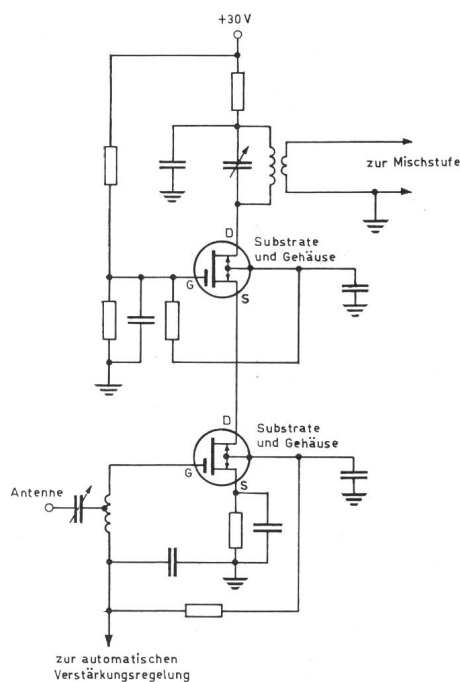 +30 V
zur Mischstufe
D
Substrate
und Gehäuse
G
S
D
Substrate
und Gehäuse
G
S
Antenne
zur automatischen
Verstärkungsregelung